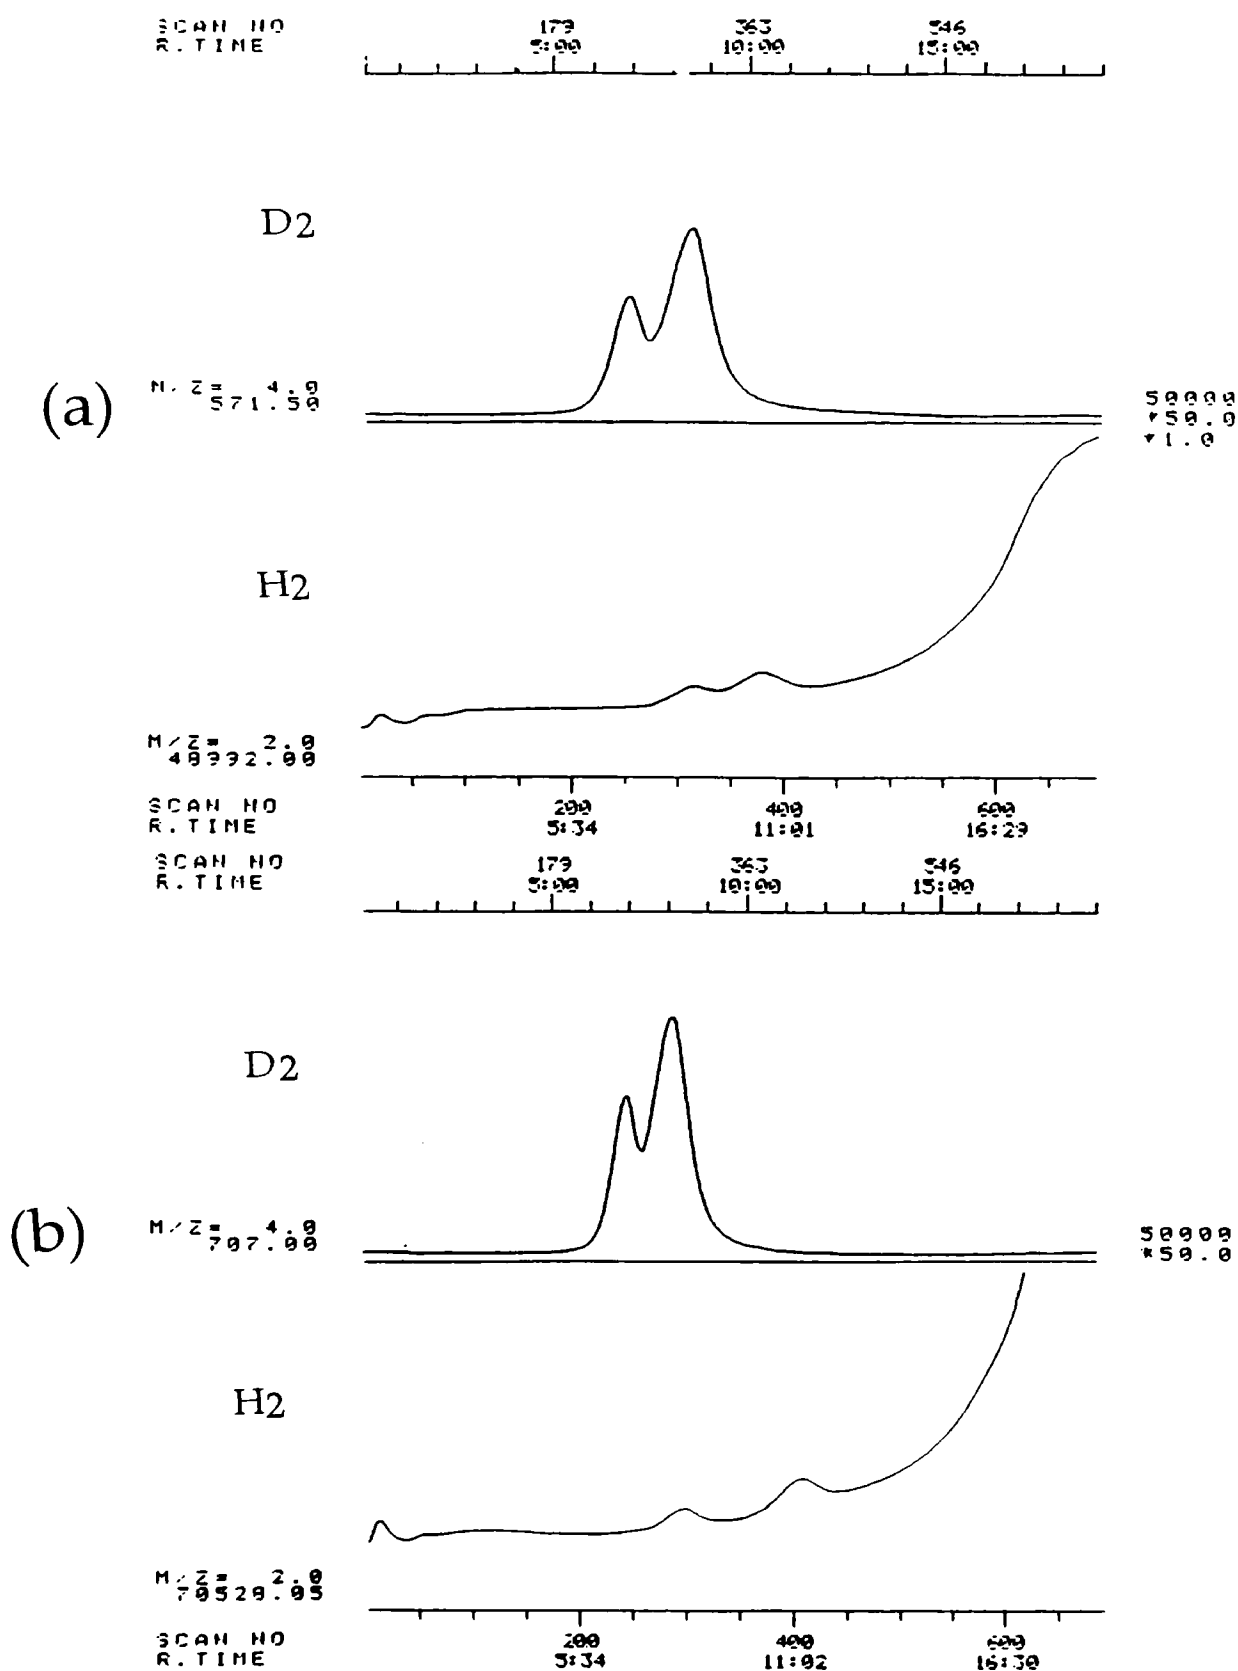 SCAN NO 179 363 546
R.TIME 5:00 10:00 15:00
D2
(a)
M/Z= 4.0
571.50
50000
*50.0
*1.0
H2
M/Z= 2.0
48992.00
SCAN NO 200 400 600
R.TIME 5:34 11:01 16:29
SCAN NO 179 363 546
R.TIME 5:00 10:00 15:00
D2
(b)
M/Z= 4.0
707.00
50000
*50.0
H2
M/Z= 2.0
SCAN NO 200 400 600
R.TIME 5:34 11:02 16:30